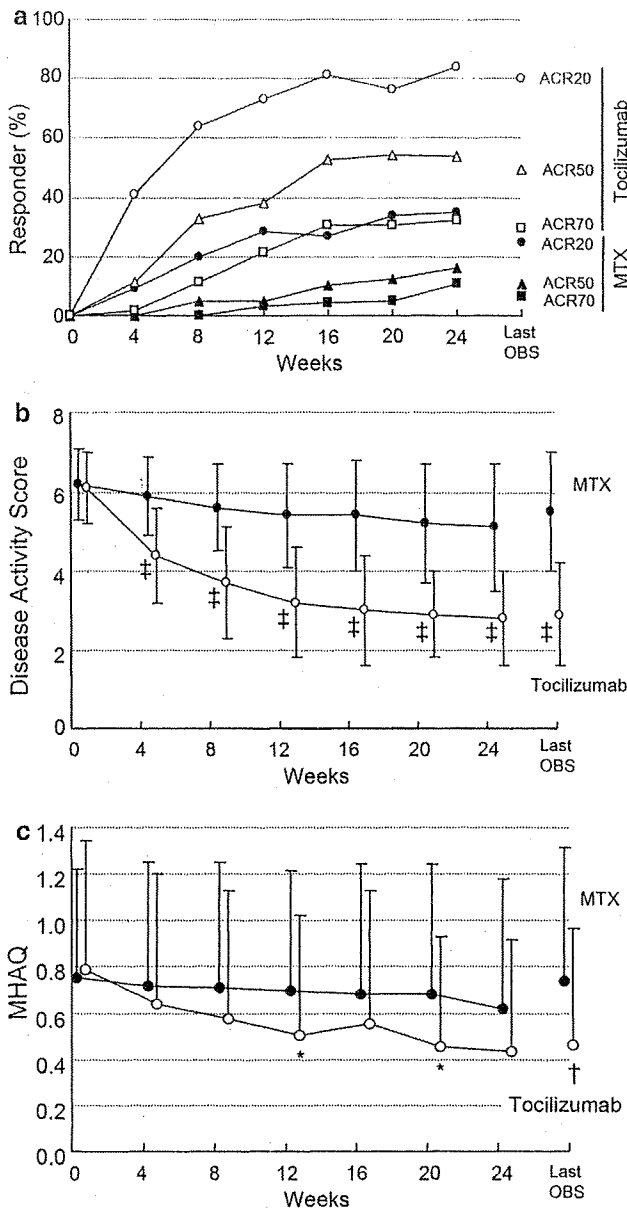 a
100
80
60
40
20
0
Responder (%)
0 4 8 12 16 20 24 Last OBS
Weeks
ACR20
ACR50
ACR70
Tocilizumab
ACR20
ACR50
ACR70
MTX
b
8
6
4
2
0
Disease Activity Score
‡ ‡ ‡ ‡ ‡ ‡ ‡
MTX
Tocilizumab
0 4 8 12 16 20 24 Last OBS
Weeks
c
1.4
1.2
1.0
0.8
0.6
0.4
0.2
0.0
MHAQ
MTX
* * †
Tocilizumab
0 4 8 12 16 20 24 Last OBS
Weeks